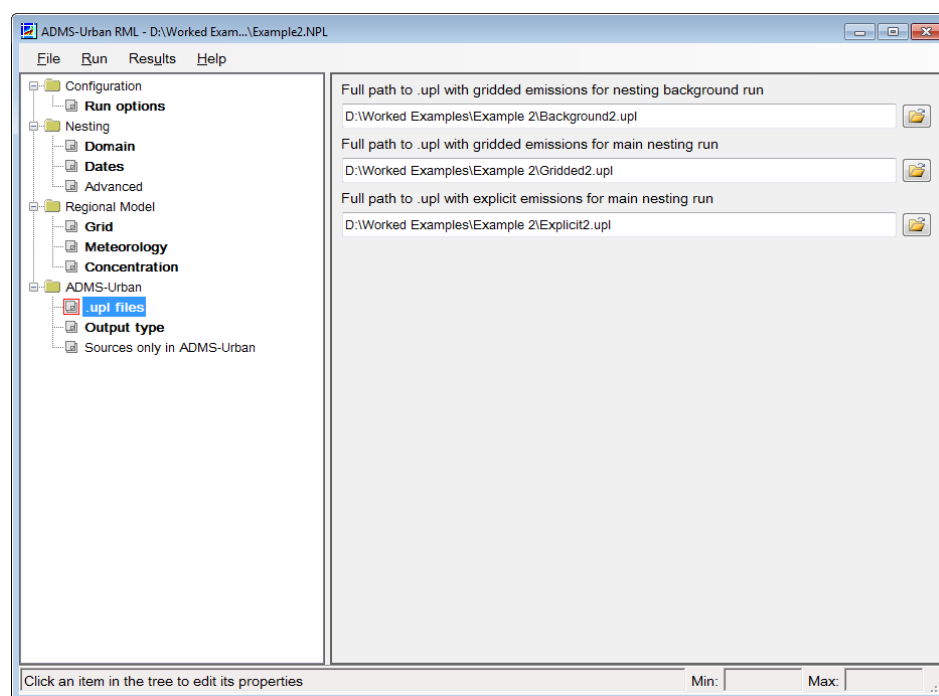 ADMS-Urban RML - D:\Worked Exam...\Example2.NPL
File Run Results Help
Configuration
Run options
Nesting
Domain
Dates
Advanced
Regional Model
Grid
Meteorology
Concentration
ADMS-Urban
.upl files
Output type
Sources only in ADMS-Urban
Full path to .upl with gridded emissions for nesting background run
D:\Worked Examples\Example 2\Background2.upl
Full path to .upl with gridded emissions for main nesting run
D:\Worked Examples\Example 2\Gridded2.upl
Full path to .upl with explicit emissions for main nesting run
D:\Worked Examples\Example 2\Explicit2.upl
Click an item in the tree to edit its properties
Min: Max: